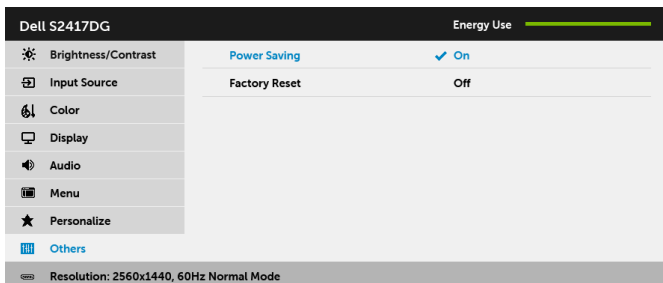 Dell S2417DG Energy Use
Brightness/Contrast Power Saving On
Input Source Factory Reset Off
Color
Display
Audio
Menu
Personalize
Others
Resolution: 2560x1440, 60Hz Normal Mode